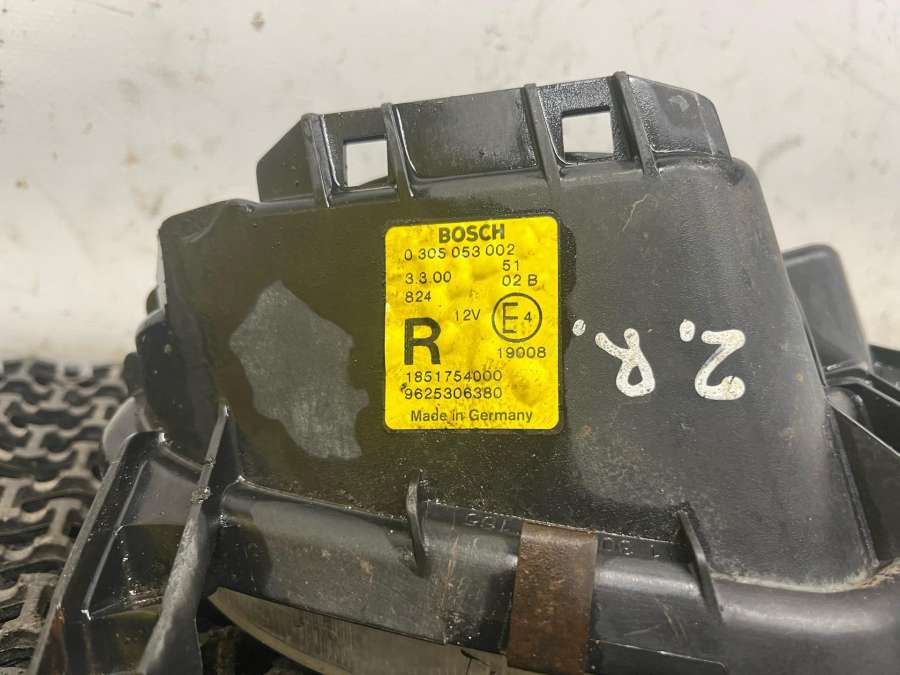 BOSCH
0 305 053 002
3.3.00 51
02 B
824
12V E 4
R
19008
1851754000
9625306380
Made in Germany
2.R.